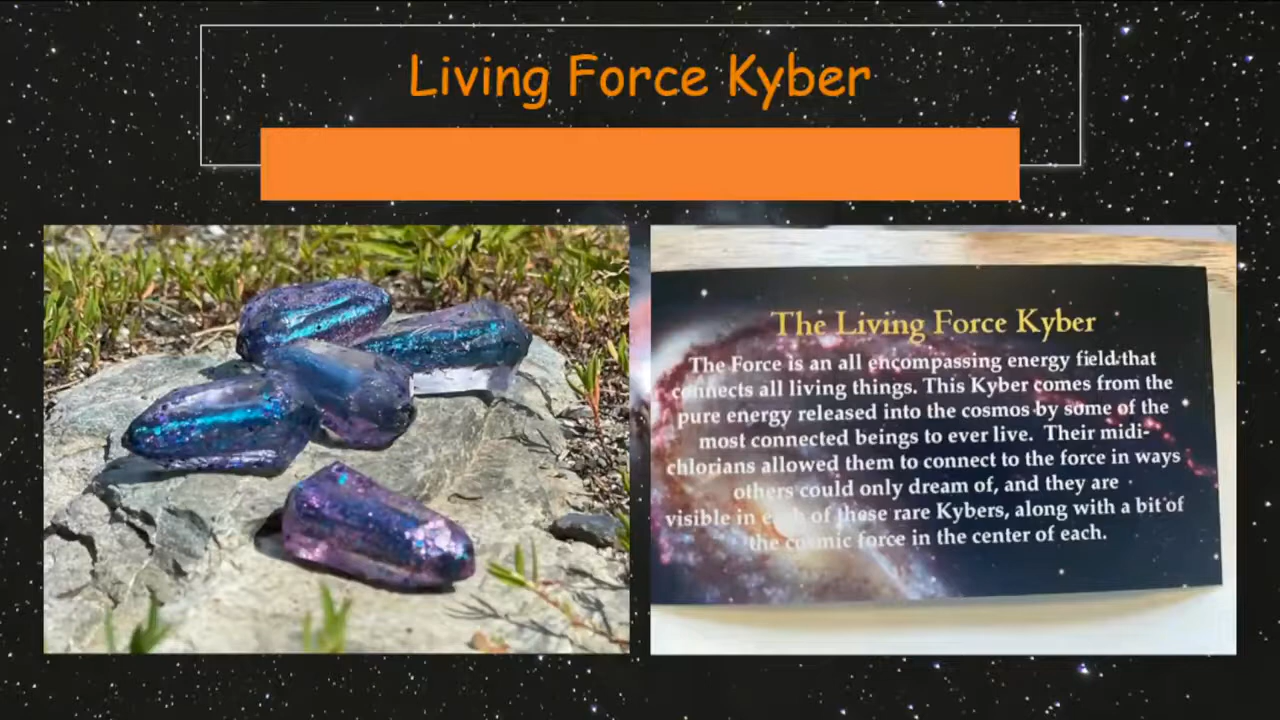 Living Force Kyber
The Living Force Kyber
The Force is an all encompassing energy field that
connects all living things. This Kyber comes from the
pure energy released into the cosmos by some of the
most connected beings to ever live. Their midi-
chlorians allowed them to connect to the force in ways
others could only dream of, and they are
visible in each of these rare Kybers, along with a bit of
the cosmic force in the center of each.